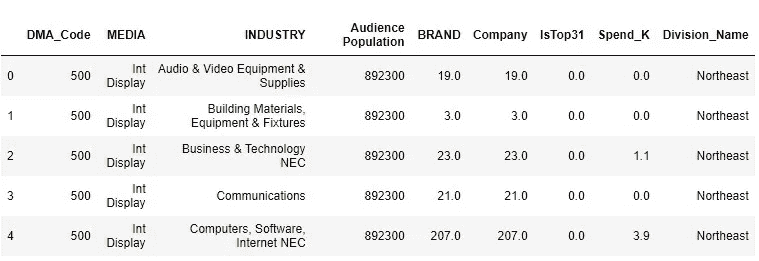 DMA_Code MEDIA INDUSTRY Audience Population BRAND Company IsTop31 Spend_K Division_Name
0 500 Int Display Audio & Video Equipment & Supplies 892300 19.0 19.0 0.0 0.0 Northeast
1 500 Int Display Building Materials, Equipment & Fixtures 892300 3.0 3.0 0.0 0.0 Northeast
2 500 Int Display Business & Technology NEC 892300 23.0 23.0 0.0 1.1 Northeast
3 500 Int Display Communications 892300 21.0 21.0 0.0 0.0 Northeast
4 500 Int Display Computers, Software, Internet NEC 892300 207.0 207.0 0.0 3.9 Northeast